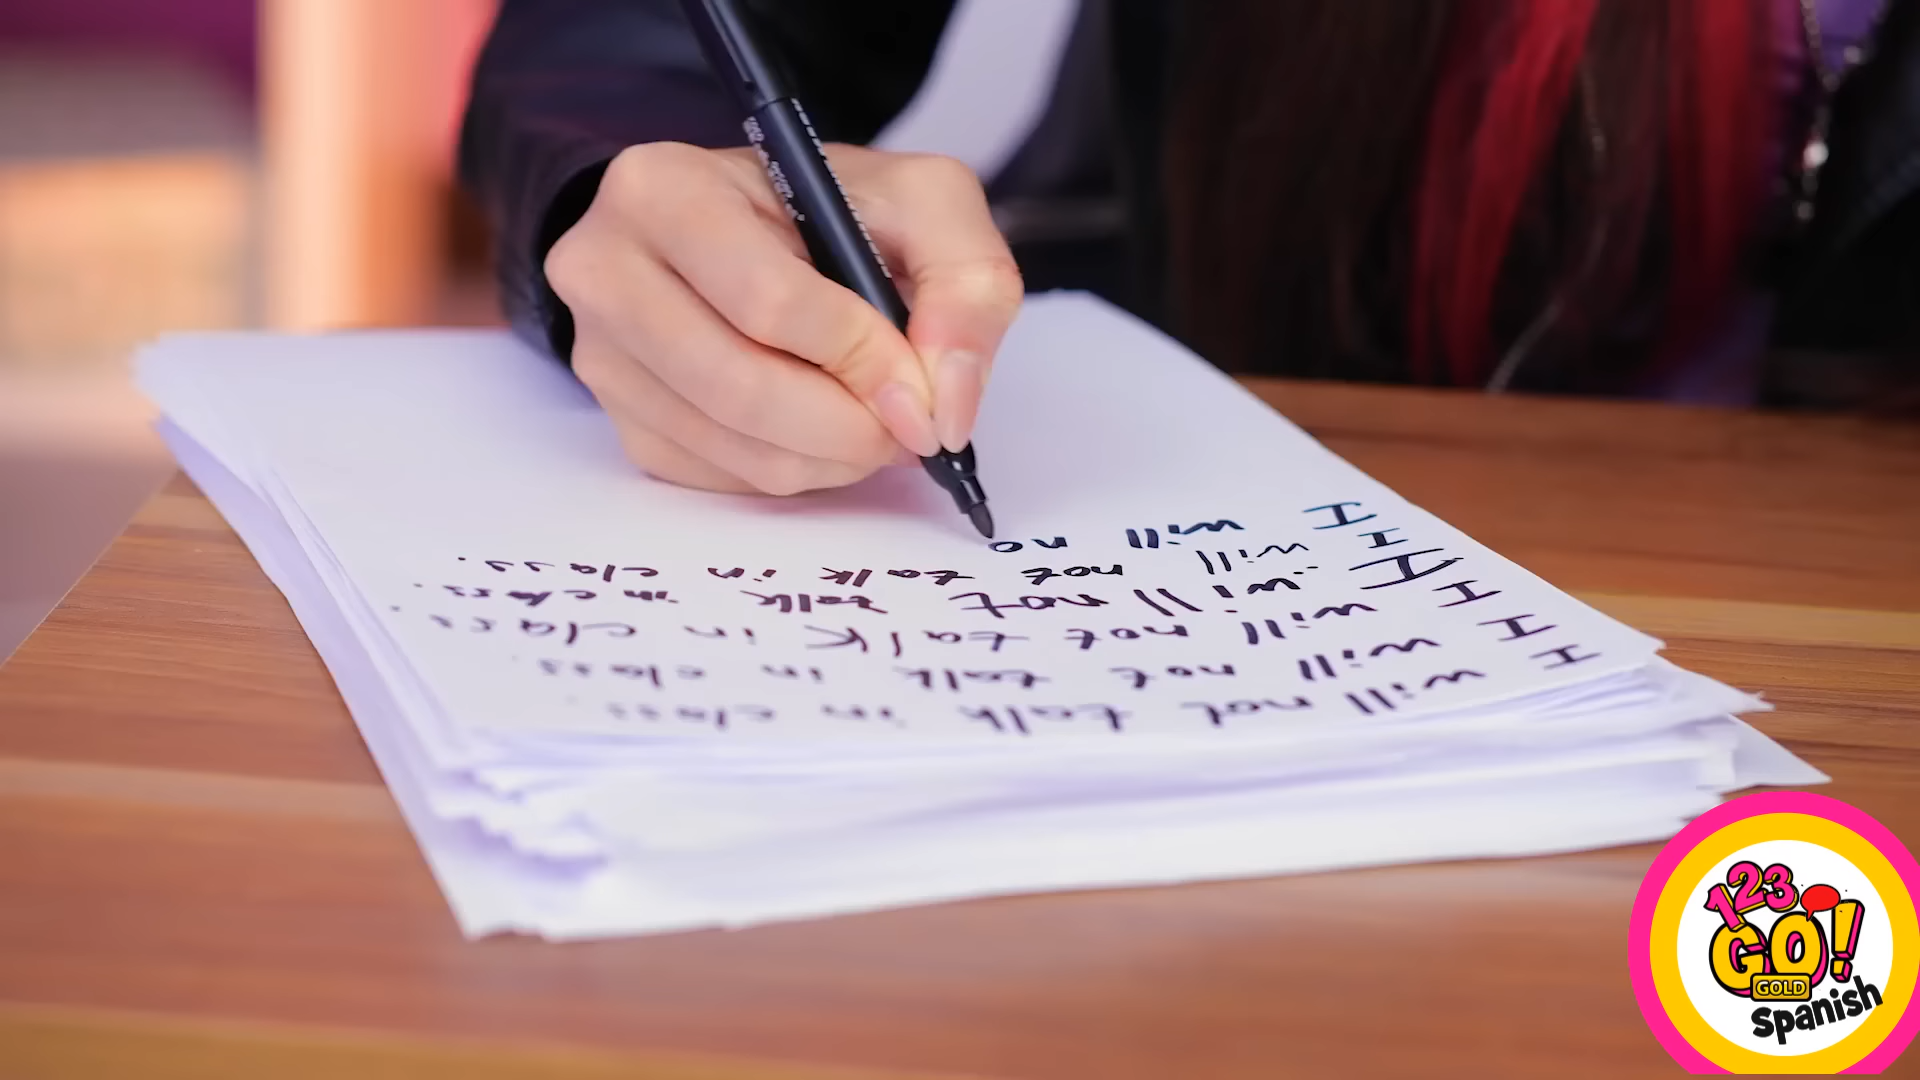 I will not talk in class.
I will not talk in class.
I will not talk in class.
I will not talk in class.
I will not talk in class.
I will no
123
GO!
GOLD
Spanish